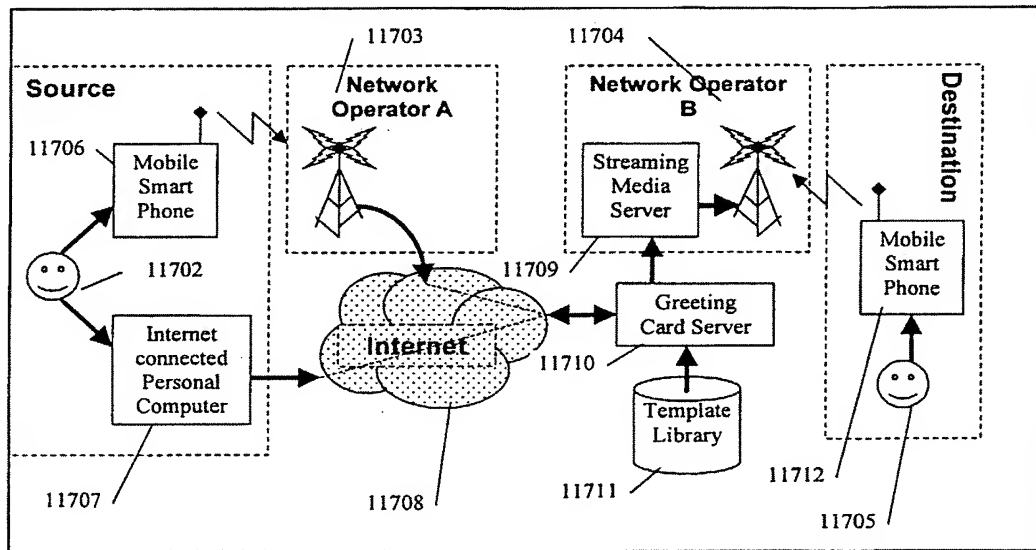 11703
11704
Source
Network
Operator A
Network Operator
B
Destination
11706
Mobile
Smart
Phone
Streaming
Media
Server
11702
11709
Mobile
Smart
Phone
Internet
connected
Personal
Computer
Internet
Greeting
Card Server
11710
Template
Library
11707
11708
11711
11712
11705